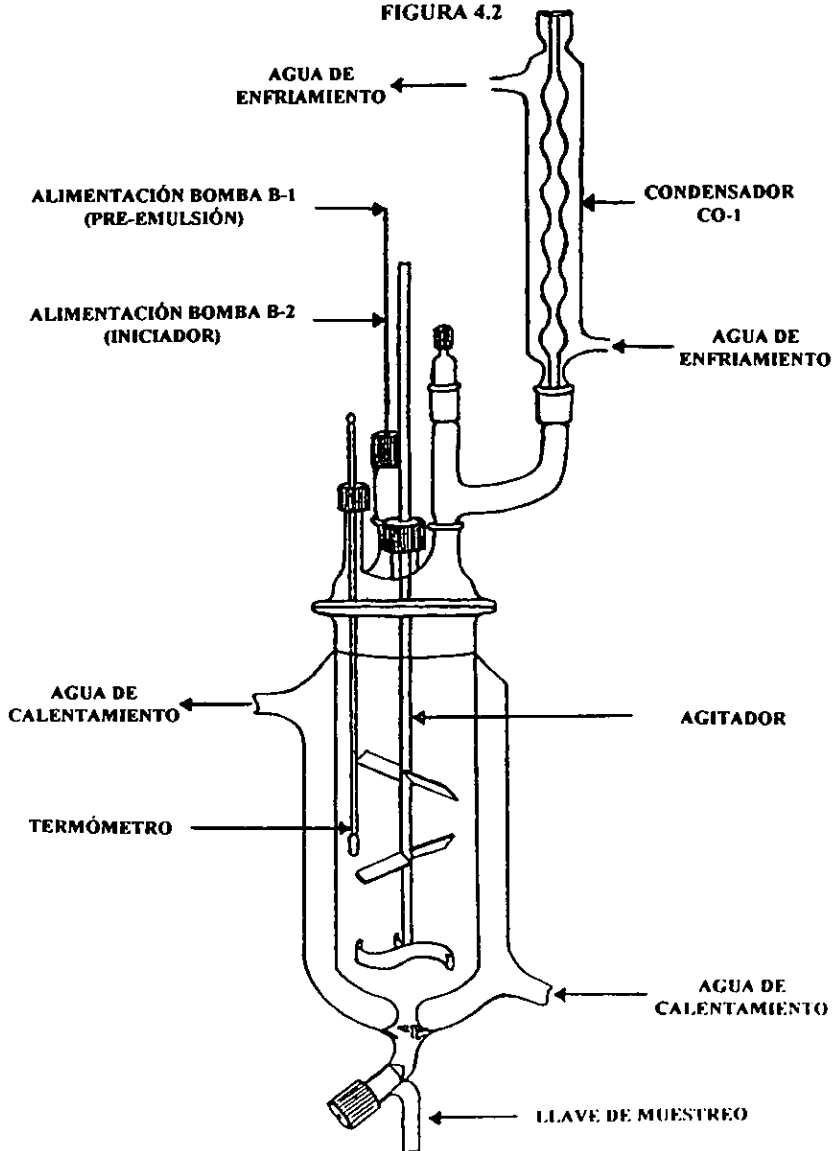 FIGURA 4.2
AGUA DE
ENFRIAMIENTO
ALIMENTACIÓN BOMBA B-1
(PRE-EMULSIÓN)
CONDENSADOR
CO-1
ALIMENTACIÓN BOMBA B-2
(INICIADOR)
AGUA DE
ENFRIAMIENTO
AGUA DE
CALENTAMIENTO
AGITADOR
TERMÓMETRO
AGUA DE
CALENTAMIENTO
LLAVE DE MUESTREO